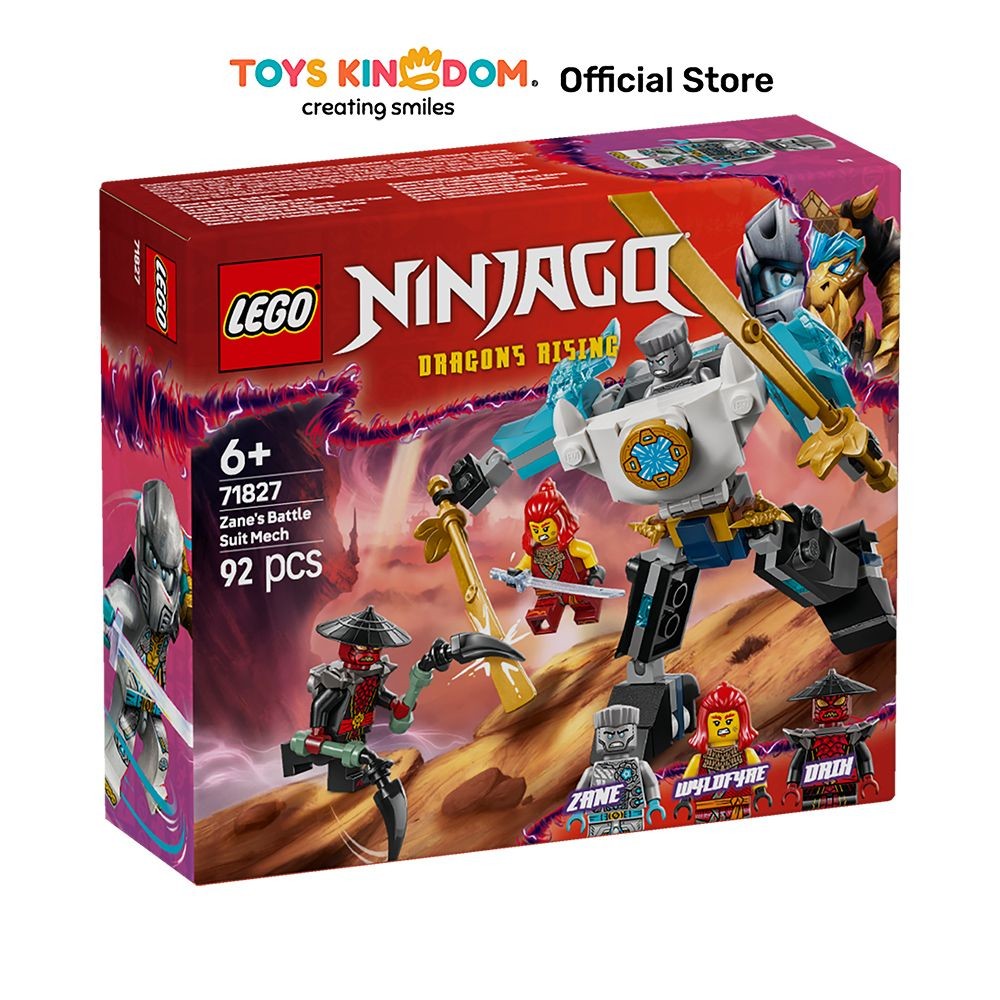 TOYS KINGDOM®
creating smiles
Official Store
71827
LEGO
LEGO
NINJAGO
DRAGONS RISING
6+
71827
Zane's Battle
Suit Mech
92 pcs
ZANE
WYLDFYRE
DRIX